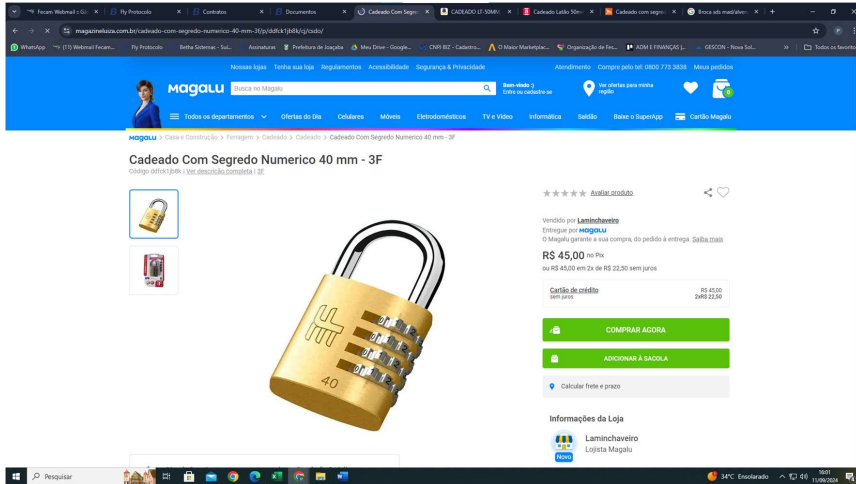 Fecam Webmail :: Gi
Fly Protocolo
Contratos
Documentos
Cadeado Com Segre
CADEADO LT-50MM,
Cadeado Latão 50m
Cadeado com segre
Broca sds mad/alven
magazineluiza.com.br/cadeado-com-segredo-numerico-40-mm-3f/p/ddfck1jb8k/cj/csdo/
WhatsApp
(11) Webmail Fecam...
Fly Protocolo
Betha Sistemas - Sui...
Assinaturas
Prefeitura de Joaçaba
Meu Drive - Google...
CNPJ BIZ - Cadastro...
O Maior Marketplac...
Organização de Fes...
ADM E FINANÇAS |...
GESCON - Nova Sol...
Todos os favoritos
Nossas lojas Tenha sua loja Regulamentos Acessibilidade Segurança & Privacidade
Atendimento Compre pelo tel: 0800 773 3838 Meus pedidos
Magalu
Busca no Magalu
Bem-vindo :)
Entre ou cadastre-se
Ver ofertas para minha
região
0
Todos os departamentos
Ofertas do Dia
Celulares
Móveis
Eletrodomésticos
TV e Vídeo
Informática
Saldão
Baixe o SuperApp
Cartão Magalu
Magalu > Casa e Construção > Ferragem > Cadeado > Cadeado > Cadeado Com Segredo Numerico 40 mm - 3F
Cadeado Com Segredo Numerico 40 mm - 3F
Código ddfck1jb8k | Ver descrição completa | 3F
Avaliar produto
Vendido por Laminchaveiro
Entregue por Magalu
O Magalu garante a sua compra, do pedido à entrega. Saiba mais
R$ 45,00 no Pix
ou R$ 45,00 em 2x de R$ 22,50 sem juros
Cartão de crédito R$ 45,00
sem juros 2xR$ 22,50
COMPRAR AGORA
ADICIONAR À SACOLA
Calcular frete e prazo
Informações da Loja
Laminchaveiro
Lojista Magalu
Novo
3F
40
Pesquisar
34°C Ensolarado
16:01
11/09/2024